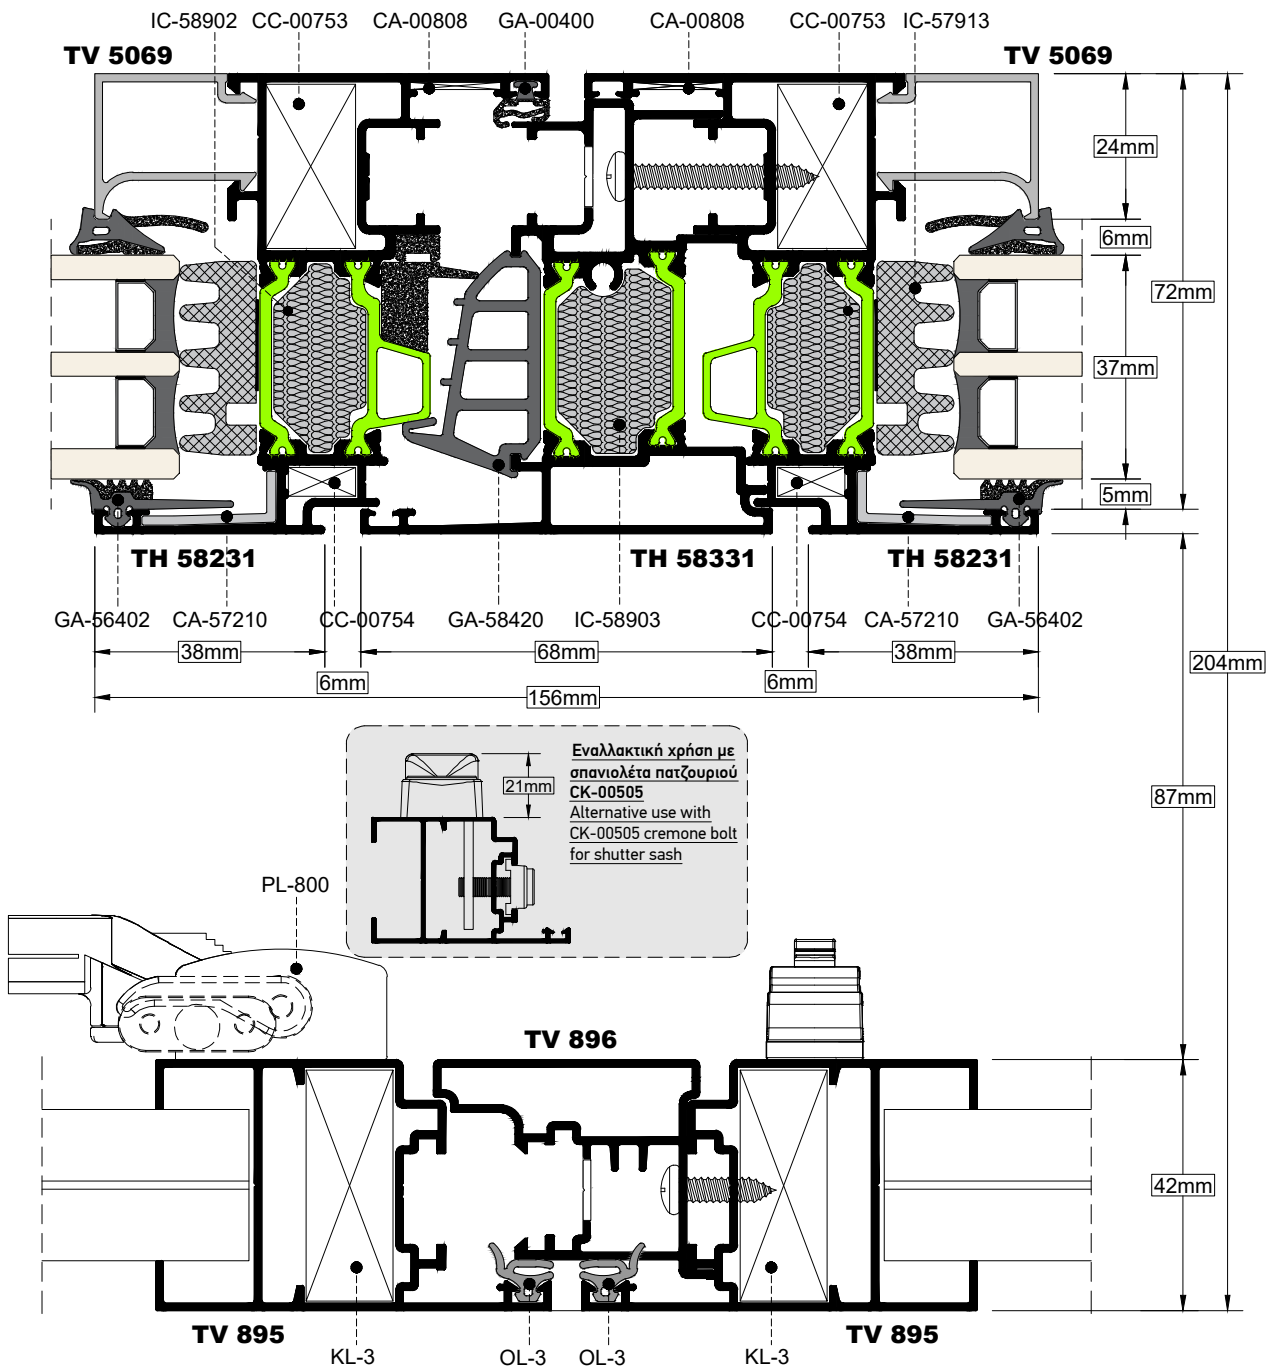 IC-58902 CC-00753 CA-00808 GA-00400 CA-00808 CC-00753 IC-57913
TV 5069 TV 5069
24mm
6mm
72mm
37mm
5mm
TH 58231 TH 58331 TH 58231
GA-56402 CA-57210 CC-00754 GA-58420 IC-58903 CC-00754 CA-57210 GA-56402
38mm 68mm 38mm
204mm
6mm 6mm
156mm
Εναλλακτική χρήση με
σπανιολέτα πατζουριού
CK-00505
Alternative use with
CK-00505 cremone bolt
for shutter sash
21mm
87mm
PL-800
TV 896
42mm
TV 895 TV 895
KL-3 OL-3 OL-3 KL-3